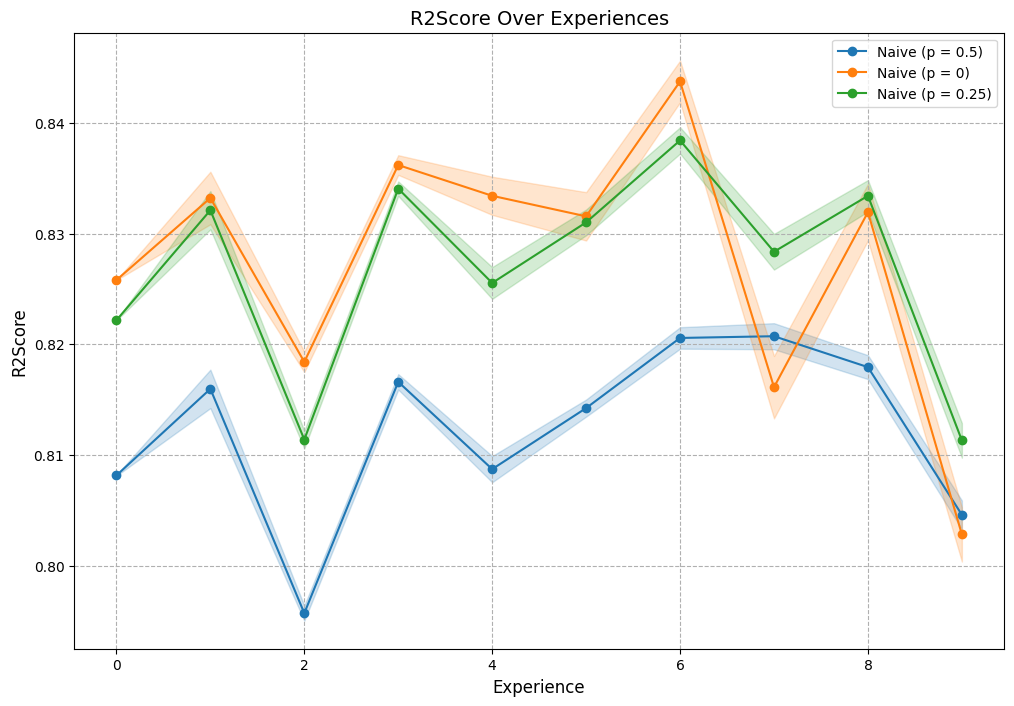 R2Score Over Experiences
Naive (p = 0.5)
Naive (p = 0)
Naive (p = 0.25)
R2Score
0.84
0.83
0.82
0.81
0.80
0
2
4
6
8
Experience